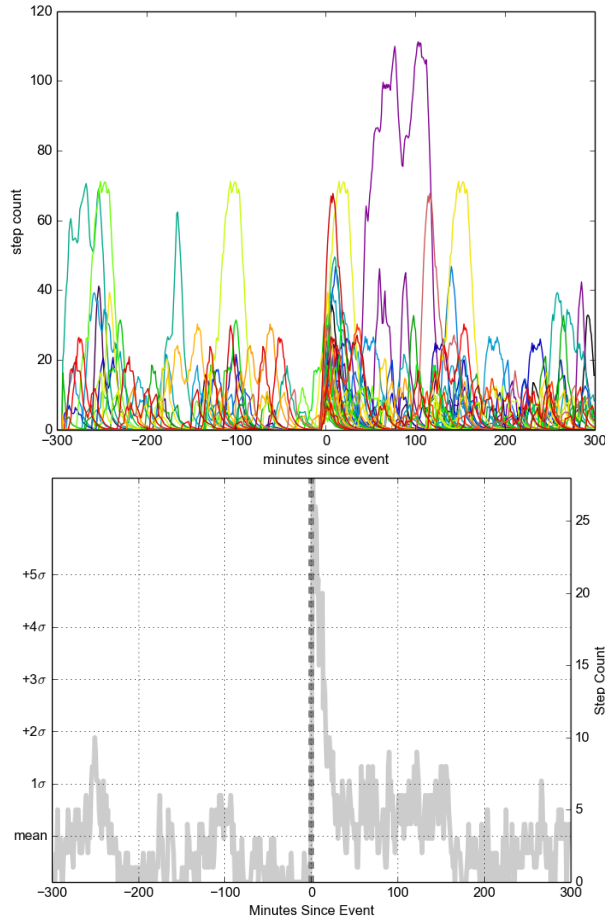 120
100
80
60
40
20
0
step count
−300 −200 −100 0 100 200 300
minutes since event
+5σ
+4σ
+3σ
+2σ
1σ
mean
25
20
15
10
5
0
Step Count
−300 −200 −100 0 100 200 300
Minutes Since Event